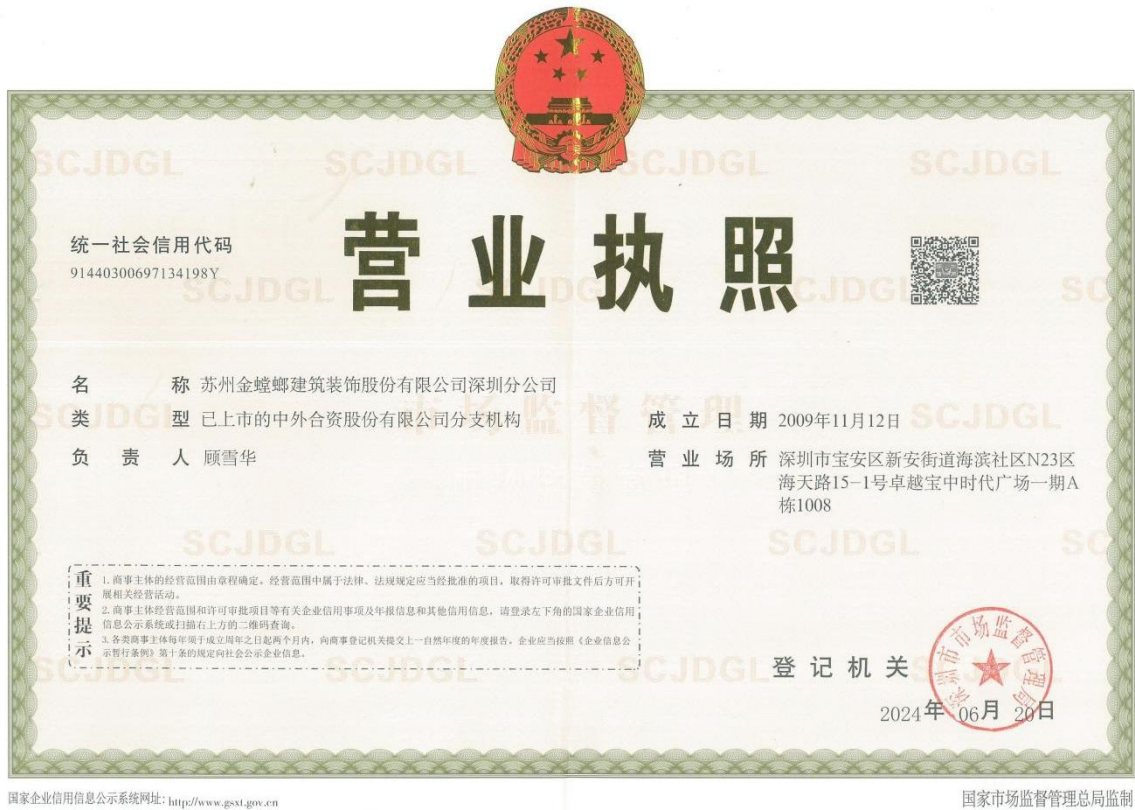 统一社会信用代码
91440300697134198Y
营业执照
名称 苏州金螳螂建筑装饰股份有限公司深圳分公司
类型 已上市的中外合资股份有限公司分支机构
负责人 顾雪华
成立日期 2009年11月12日
营业场所 深圳市宝安区新安街道海滨社区N23区
海天路15-1号卓越宝中时代广场一期A
栋1008
重要提示
1.商事主体的经营范围由章程确定。经营范围中属于法律、法规规定应当经批准的项目，取得许可审批文件后方可开
展相关经营活动。
2.商事主体经营范围和许可审批项目等有关企业信用事项及年报信息和其他信用信息，请登录左下角的国家企业信用
信息公示系统或扫描右上方的二维码查询。
3.各类商事主体每年须于成立周年之日起两个月内，向商事登记机关提交上一自然年度的年度报告。企业应当按照《企业信息公
示暂行条例》第十条的规定向社会公示企业信息。
登记机关
深圳市市场监督管理局
2024年06月20日
国家企业信用信息公示系统网址：http://www.gsxt.gov.cn
国家市场监督管理总局监制
SCJDGL
市场监督管理